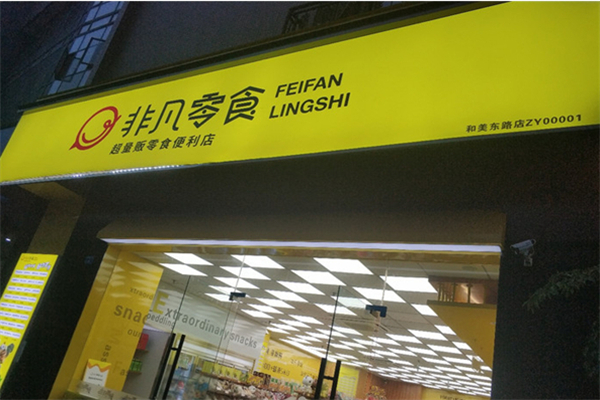 非凡零食
FEIFAN
LINGSHI
超量贩零食便利店
和美东路店ZY00001
Extraordinary snacks
snac